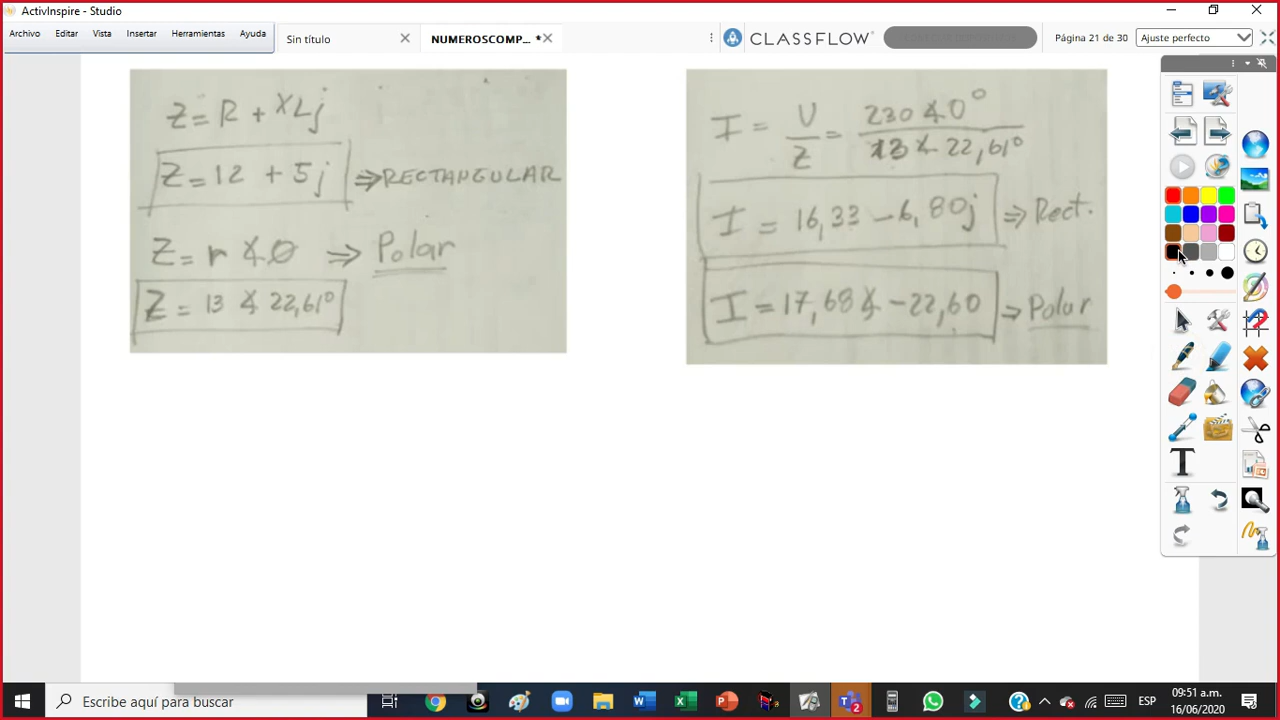 ActivInspire - Studio
Archivo Editar Vista Insertar Herramientas Ayuda
Sin título
NUMEROSCOMP... *
CLASSFLOW
Página 21 de 30
Ajuste perfecto
Z = R + XLj
Z = 12 + 5j ⇒ RECTANGULAR
Z = r ∡ θ ⇒ Polar
Z = 13 ∡ 22,61°
I = U/Z = 230 ∡ 0° / 13 ∡ 22,61°
I = 16,33 - 6,80j ⇒ Rect.
I = 17,68 ∡ -22,60 ⇒ Polar
T
Escribe aquí para buscar
2
ESP
09:51 a.m.
16/06/2020